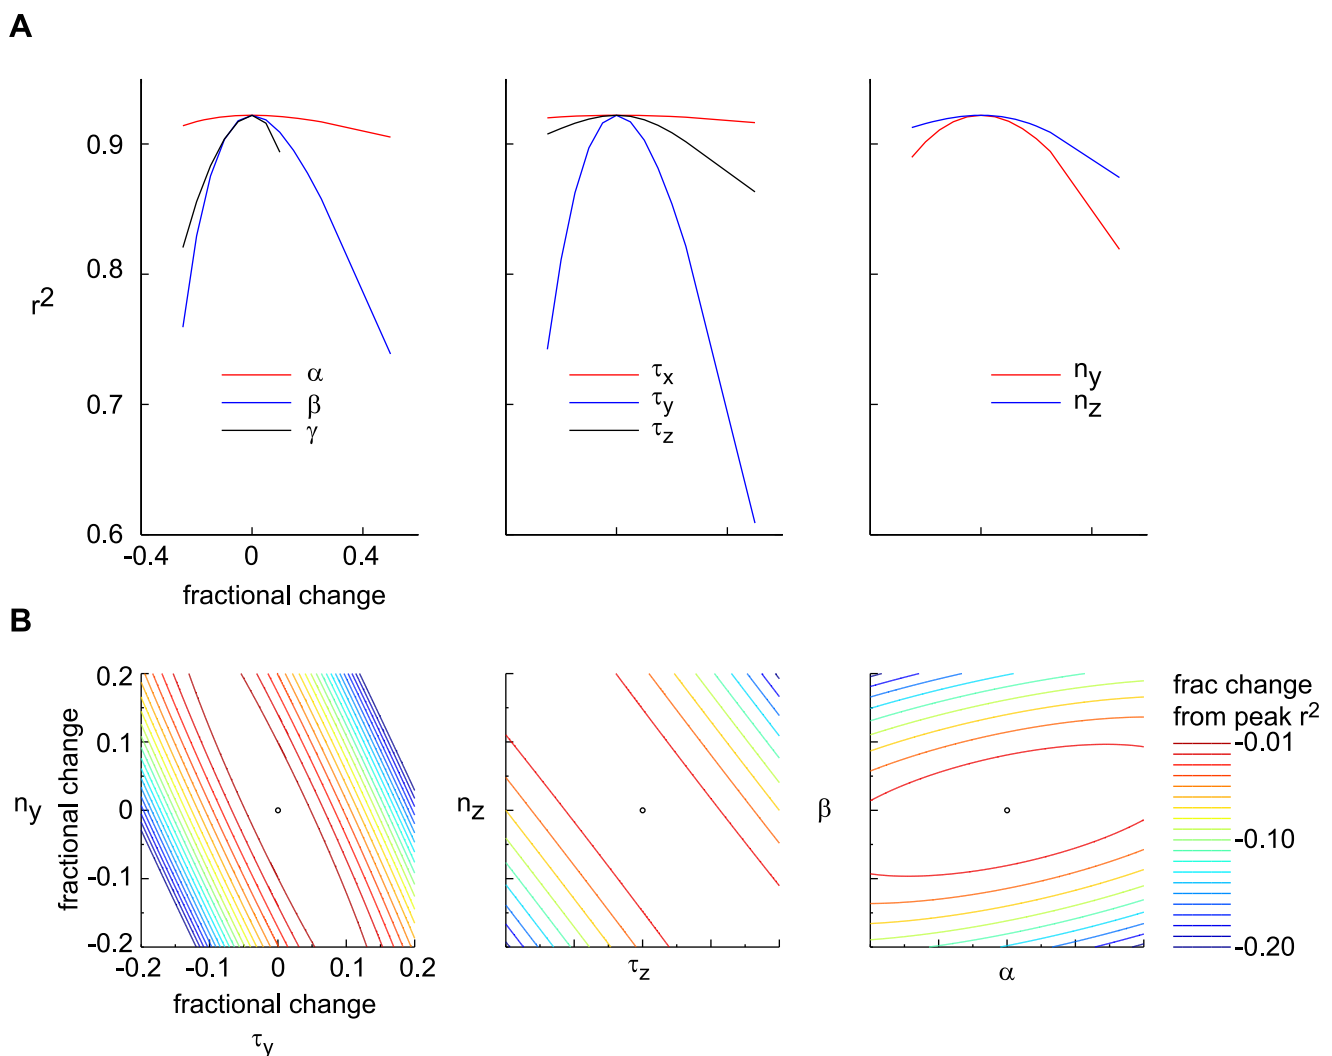 A
0.9
0.8
r2
0.7
0.6
α
β
γ
τx
τy
τz
ny
nz
-0.4
0
0.4
fractional change
B
0.2
0.1
0
-0.1
-0.2
ny
fractional change
-0.2
-0.1
0
0.1
0.2
fractional change
τy
nz
τz
β
α
frac change
from peak r2
-0.01
-0.10
-0.20